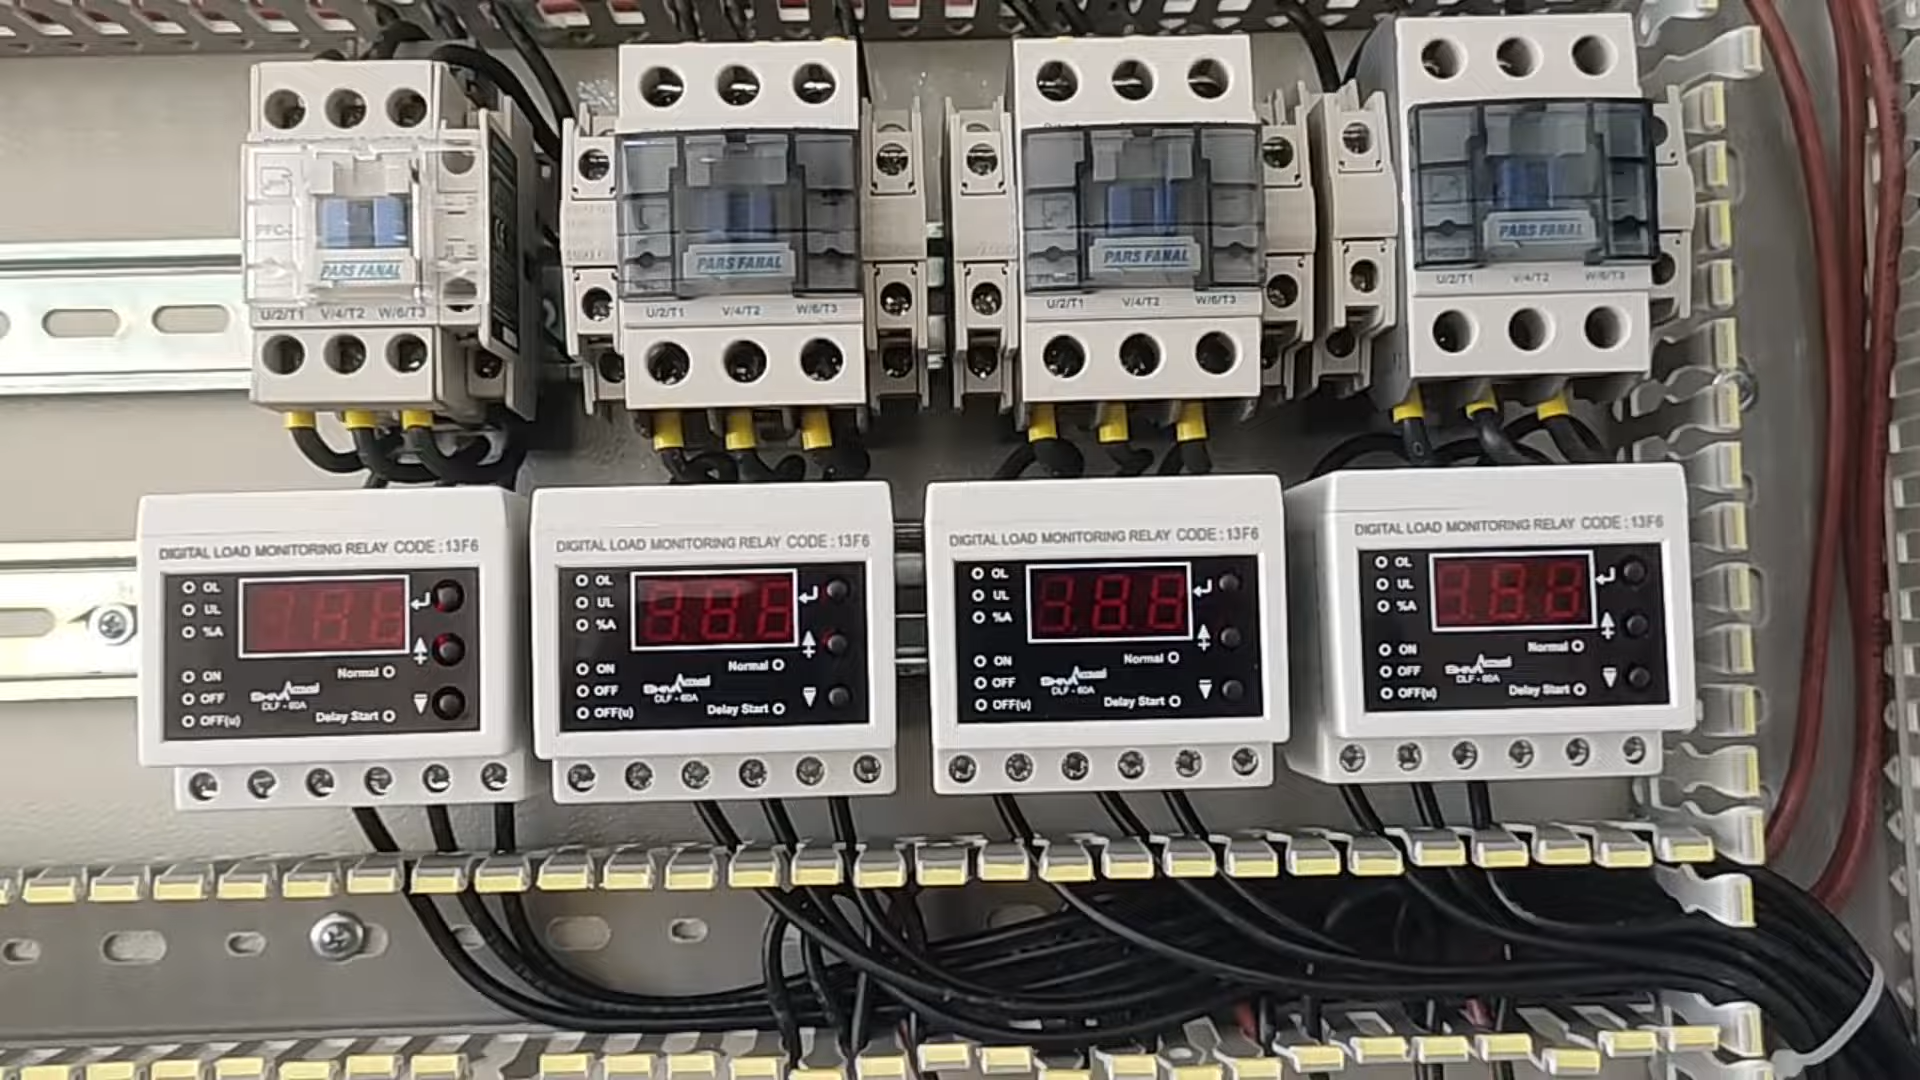 PFC-
PARS FANAL
U/2/T1 V/4/T2 W/6/T3
PARS FANAL
U/2/T1 V/4/T2 W/6/T3
PARS FANAL
U/2/T1 V/4/T2 W/6/T3
PARS FANAL
U/2/T1 V/4/T2 W/6/T3
DIGITAL LOAD MONITORING RELAY CODE : 13F6
OL
UL
%A
ON
OFF
OFF(u)
Normal
SHIVA
DLF - 60A
Delay Start
DIGITAL LOAD MONITORING RELAY CODE : 13F6
OL
UL
%A
ON
OFF
OFF(u)
Normal
SHIVA
DLF - 60A
Delay Start
DIGITAL LOAD MONITORING RELAY CODE : 13F6
OL
UL
%A
ON
OFF
OFF(u)
Normal
SHIVA
DLF - 60A
Delay Start
DIGITAL LOAD MONITORING RELAY CODE : 13F6
OL
UL
%A
ON
OFF
OFF(u)
Normal
SHIVA
DLF - 60A
Delay Start